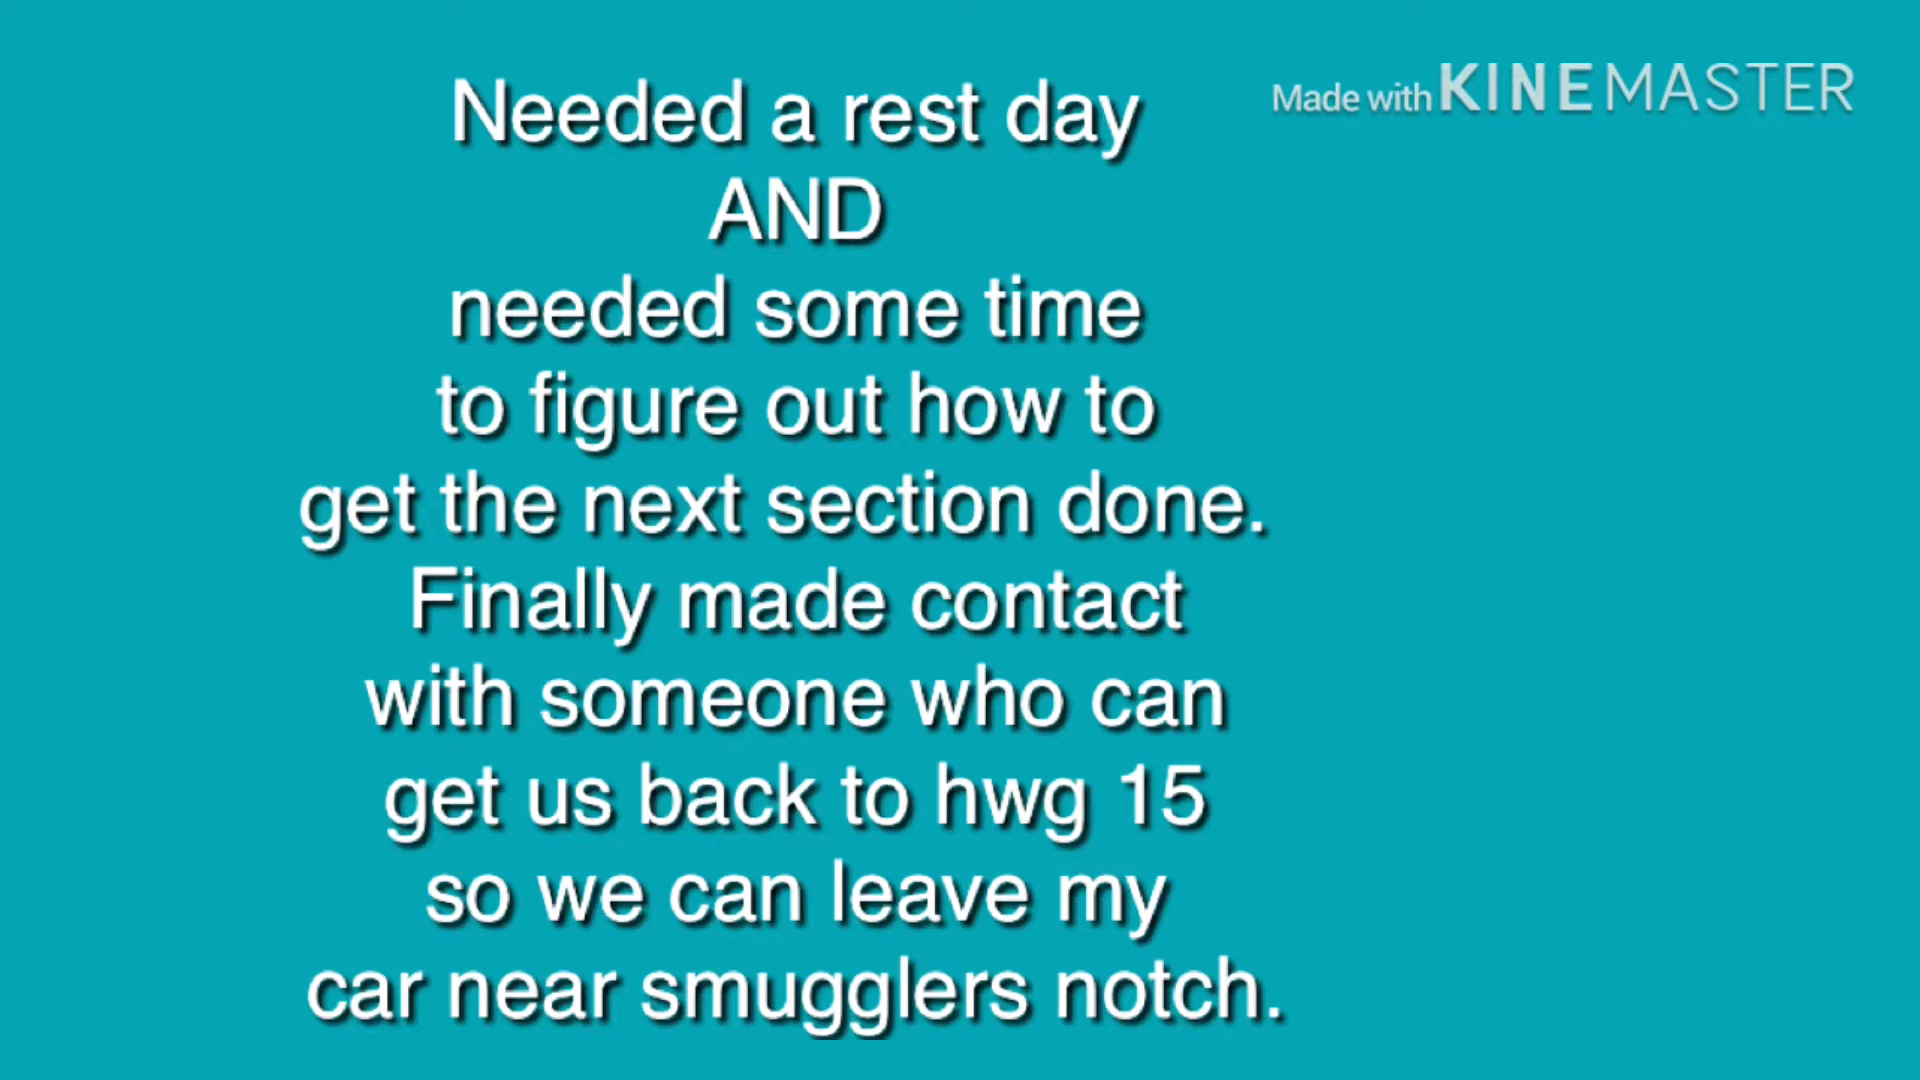 Needed a rest day
AND
needed some time
to figure out how to
get the next section done.
Finally made contact
with someone who can
get us back to hwg 15
so we can leave my
car near smugglers notch.
Made with KINEMASTER